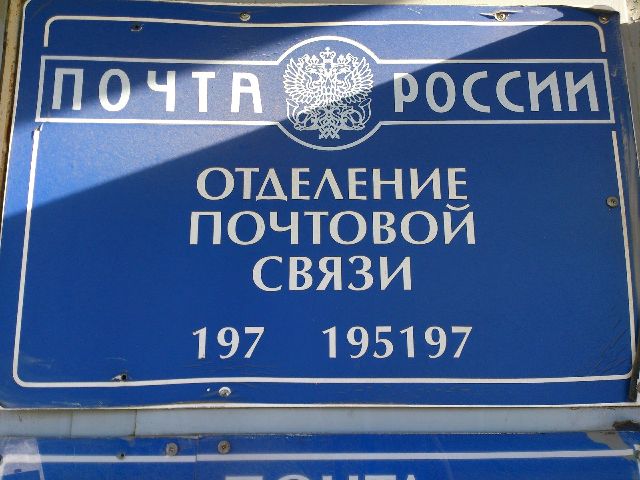 ПОЧТА РОССИИ
ОТДЕЛЕНИЕ
ПОЧТОВОЙ
СВЯЗИ
197 195197